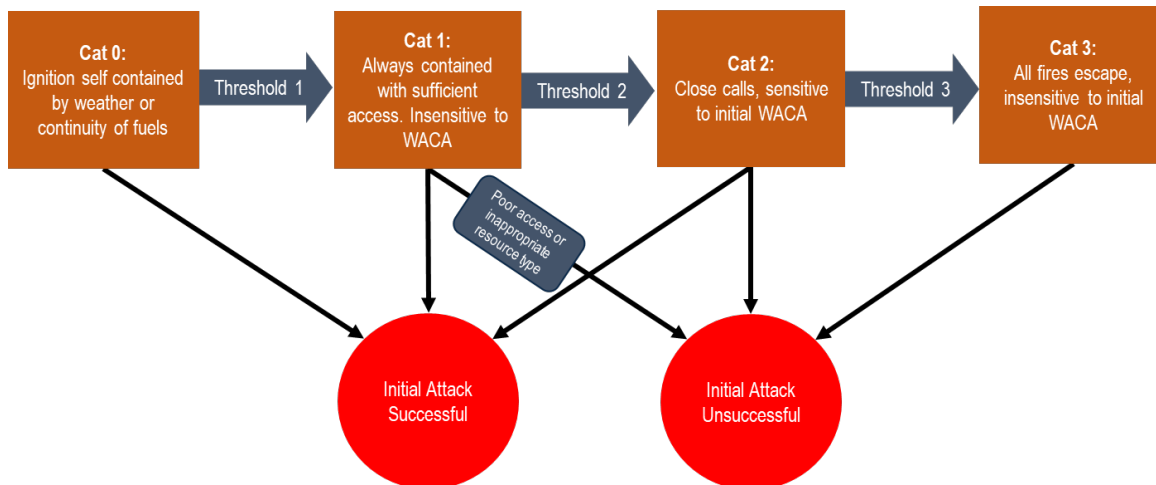 Cat 0:
Ignition self contained
by weather or
continuity of fuels
Threshold 1
Cat 1:
Always contained
with sufficient
access. Insensitive to
WACA
Threshold 2
Cat 2:
Close calls, sensitive
to initial WACA
Threshold 3
Cat 3:
All fires escape,
insensitive to initial
WACA
Poor access or
inappropriate
resource type
Initial Attack
Successful
Initial Attack
Unsuccessful